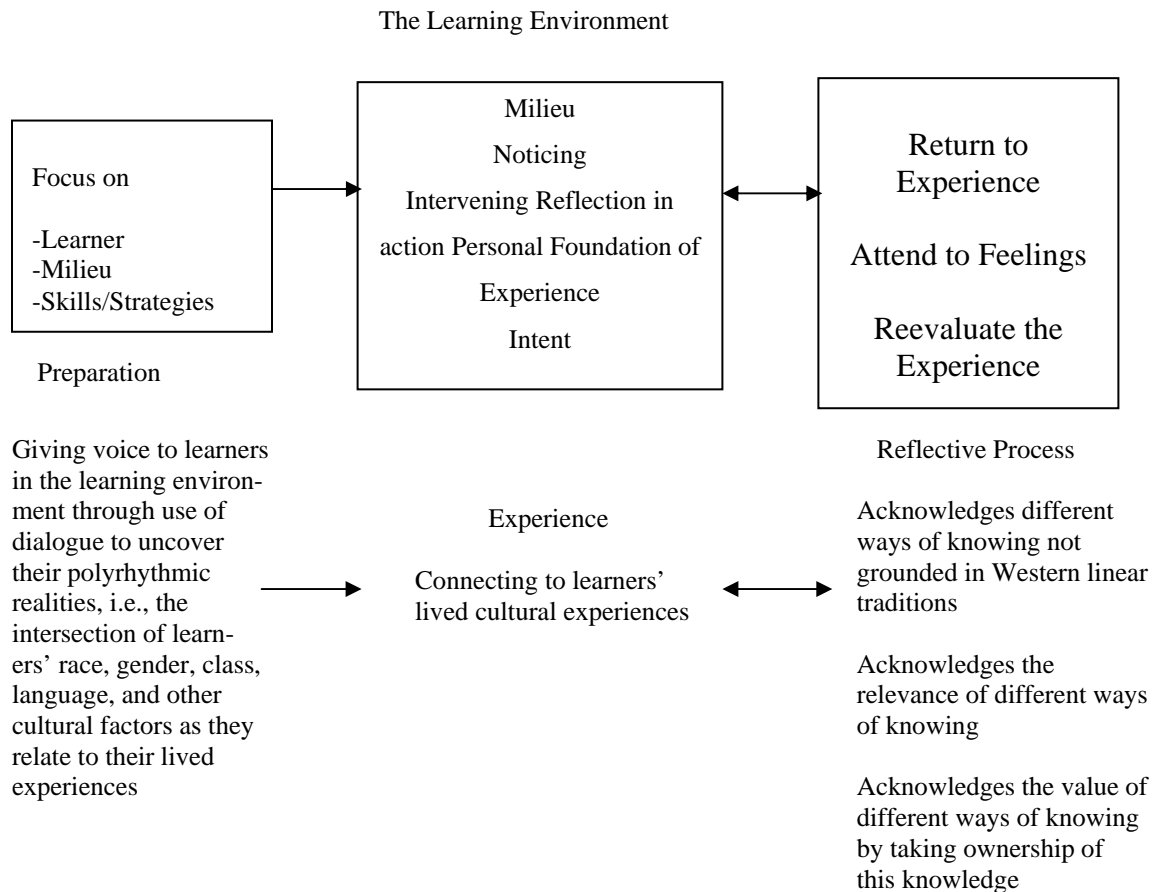 The Learning Environment
Focus on
-Learner
-Milieu
-Skills/Strategies
Preparation
Milieu
Noticing
Intervening Reflection in
action Personal Foundation of
Experience
Intent
Return to
Experience
Attend to Feelings
Reevaluate the
Experience
Giving voice to learners
in the learning environ-
ment through use of
dialogue to uncover
their polyrhythmic
realities, i.e., the
intersection of learn-
ers’ race, gender, class,
language, and other
cultural factors as they
relate to their lived
experiences
Experience
Connecting to learners’
lived cultural experiences
Reflective Process
Acknowledges different
ways of knowing not
grounded in Western linear
traditions
Acknowledges the
relevance of different ways
of knowing
Acknowledges the value of
different ways of knowing
by taking ownership of
this knowledge